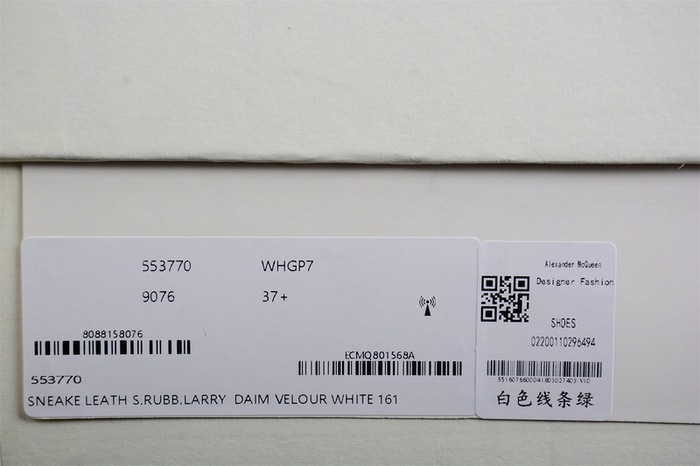 553770 WHGP7
9076 37+
8088158076
ECMQ801568A
553770
SNEAKE LEATH S.RUBB.LARRY DAIM VELOUR WHITE 161
Alexander McQueen
Designer Fashion
SHOES
02200110296494
白色线条绿